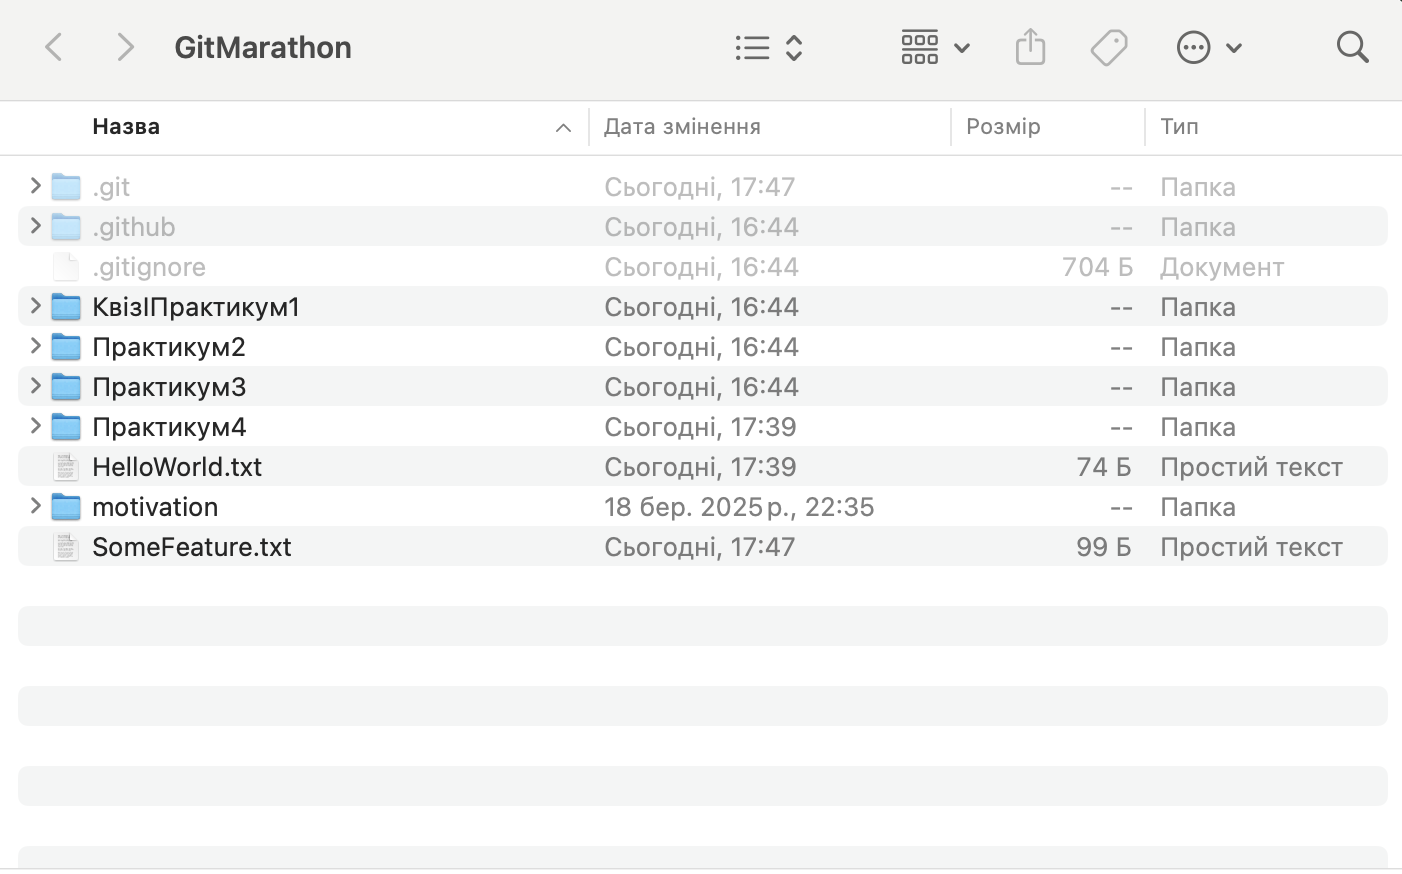 GitMarathon
Назва Дата змінення Розмір Тип
.git Сьогодні, 17:47 -- Папка
.github Сьогодні, 16:44 -- Папка
.gitignore Сьогодні, 16:44 704 Б Документ
КвізІПрактикум1 Сьогодні, 16:44 -- Папка
Практикум2 Сьогодні, 16:44 -- Папка
Практикум3 Сьогодні, 16:44 -- Папка
Практикум4 Сьогодні, 17:39 -- Папка
HelloWorld.txt Сьогодні, 17:39 74 Б Простий текст
motivation 18 бер. 2025 р., 22:35 -- Папка
SomeFeature.txt Сьогодні, 17:47 99 Б Простий текст